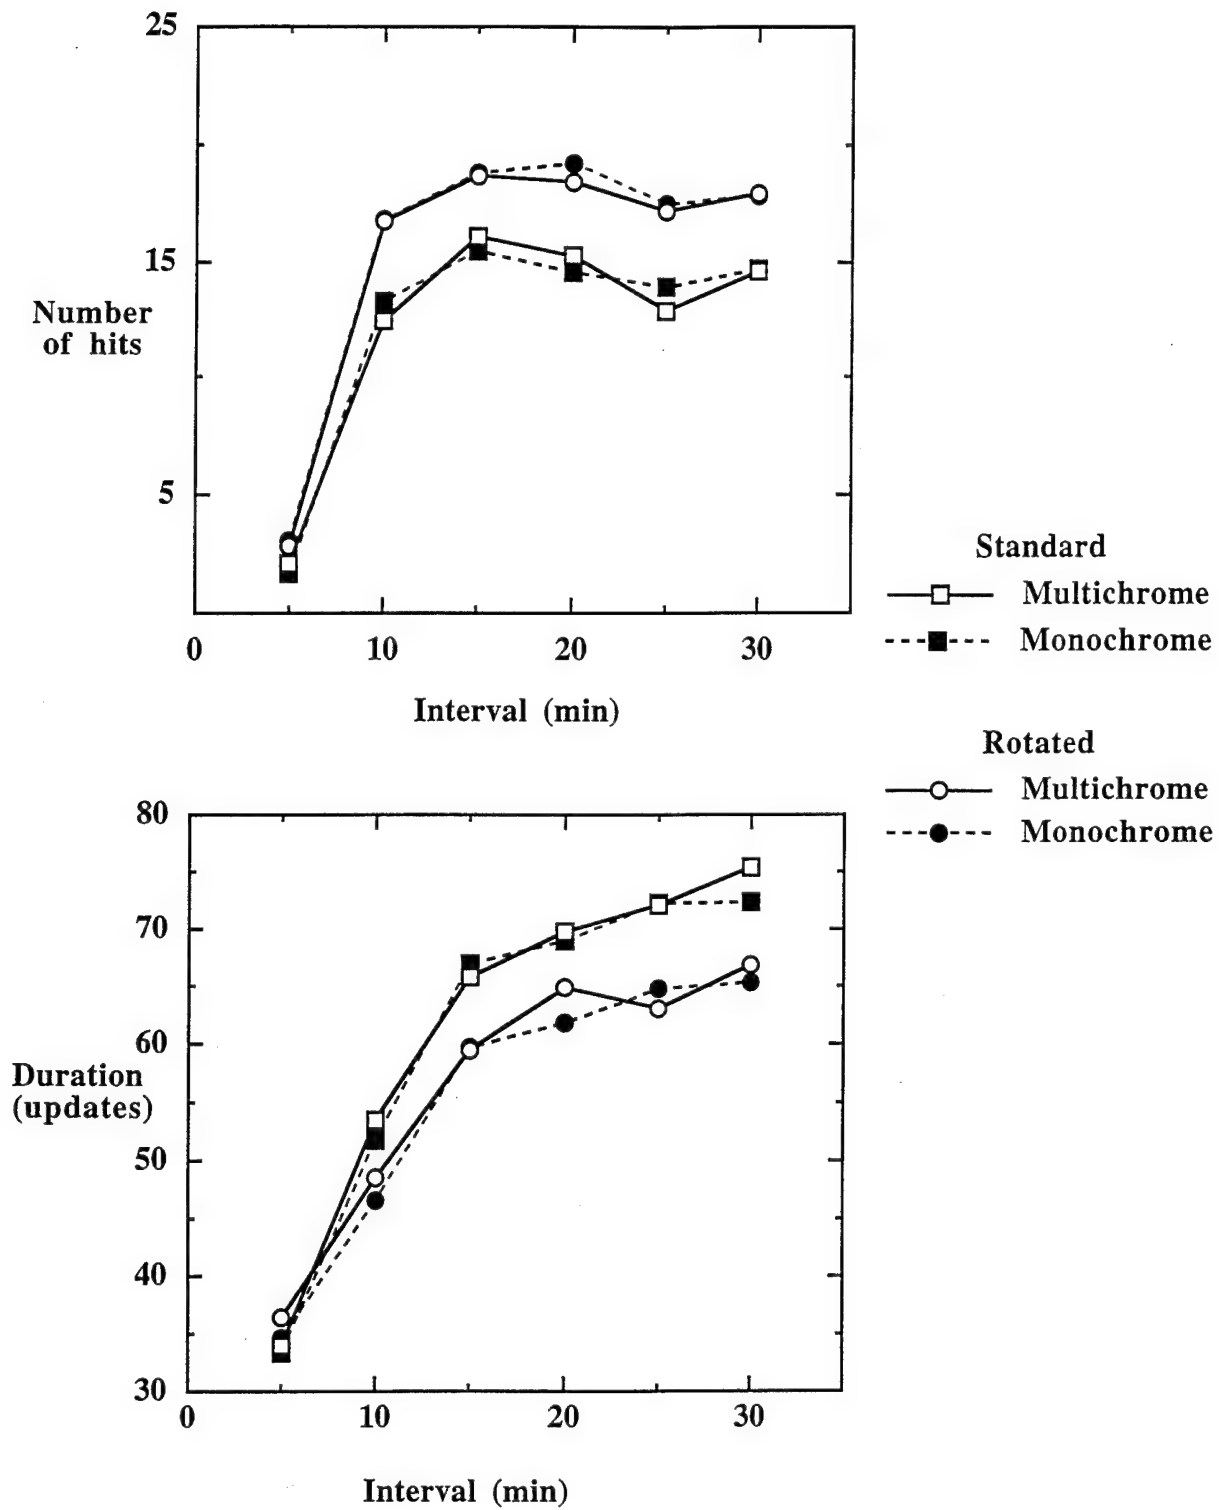 25
15
Number
of hits
5
0 10 20 30
Interval (min)
Standard
Multichrome
Monochrome
Rotated
Multichrome
Monochrome
80
70
60
Duration
(updates)
50
40
30
0 10 20 30
Interval (min)